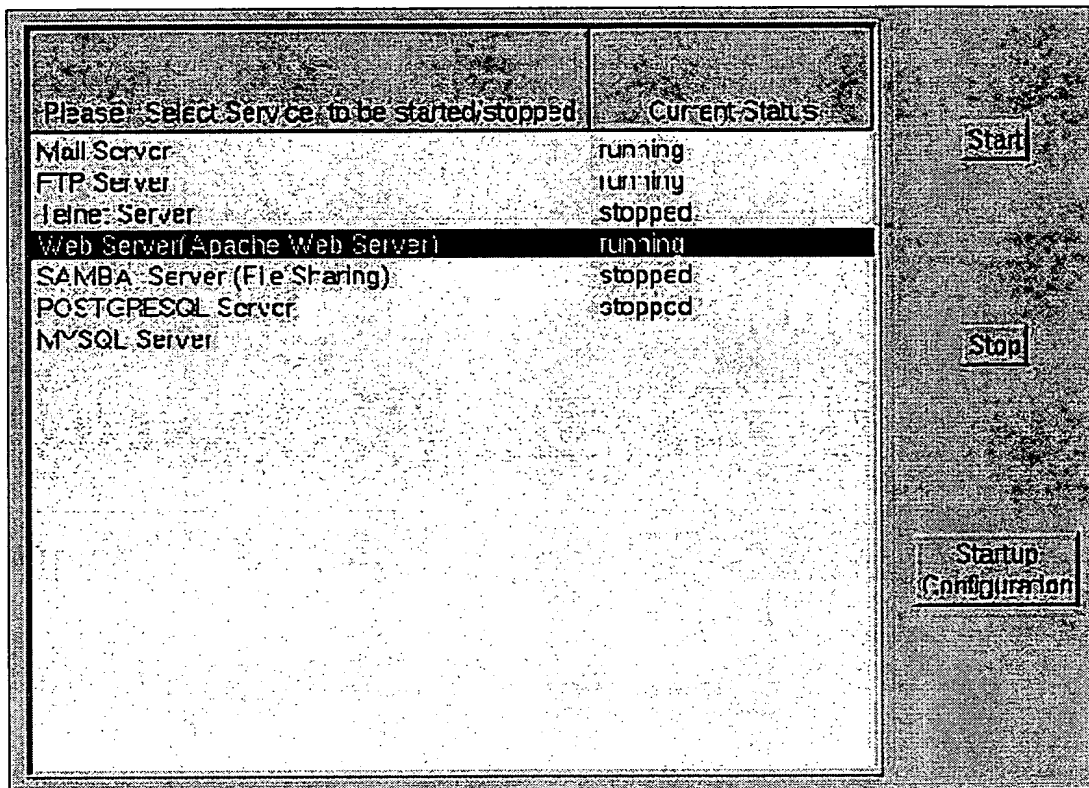 Please Select Service to be started/stopped Current Status
Mail Server running
FTP Server running
Telnet Server stopped
Web Server(Apache Web Server) running
SAMBA Server (File Sharing) stopped
POSTGRESQL Server stopped
MYSQL Server
Start
Stop
Startup
Configuration